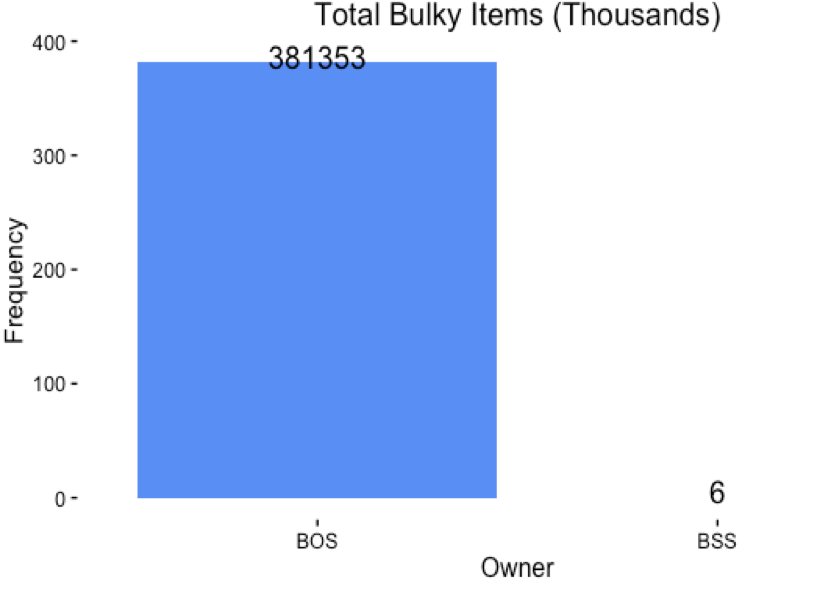 Total Bulky Items (Thousands)
400
381353
300
200
100
0
6
Frequency
BOS
BSS
Owner